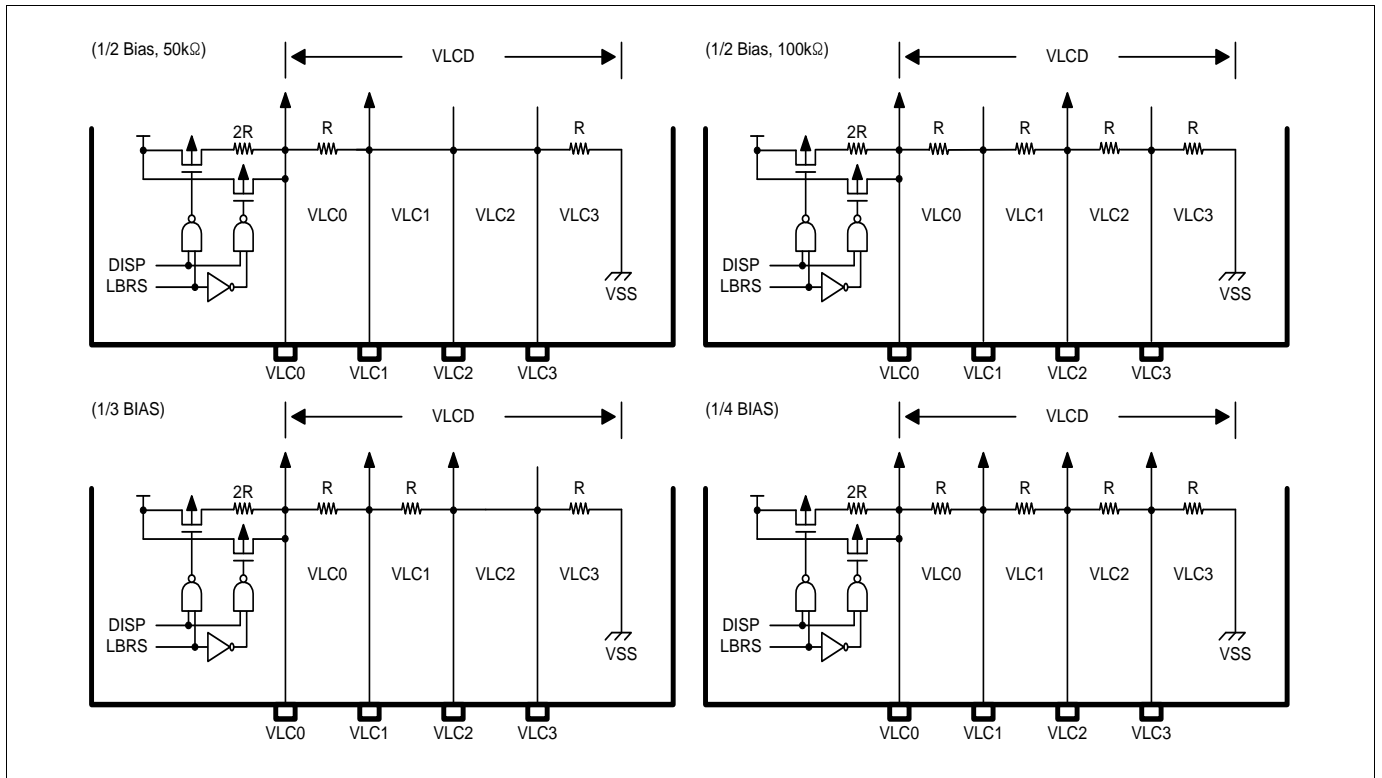 (1/2 Bias, 50kΩ)
VLCD
2R R R
VLC0 VLC1 VLC2 VLC3
DISP
LBRS
VSS
VLC0 VLC1 VLC2 VLC3
(1/2 Bias, 100kΩ)
VLCD
2R R R R R
VLC0 VLC1 VLC2 VLC3
DISP
LBRS
VSS
VLC0 VLC1 VLC2 VLC3
(1/3 BIAS)
VLCD
2R R R R
VLC0 VLC1 VLC2 VLC3
DISP
LBRS
VSS
VLC0 VLC1 VLC2 VLC3
(1/4 BIAS)
VLCD
2R R R R R
VLC0 VLC1 VLC2 VLC3
DISP
LBRS
VSS
VLC0 VLC1 VLC2 VLC3